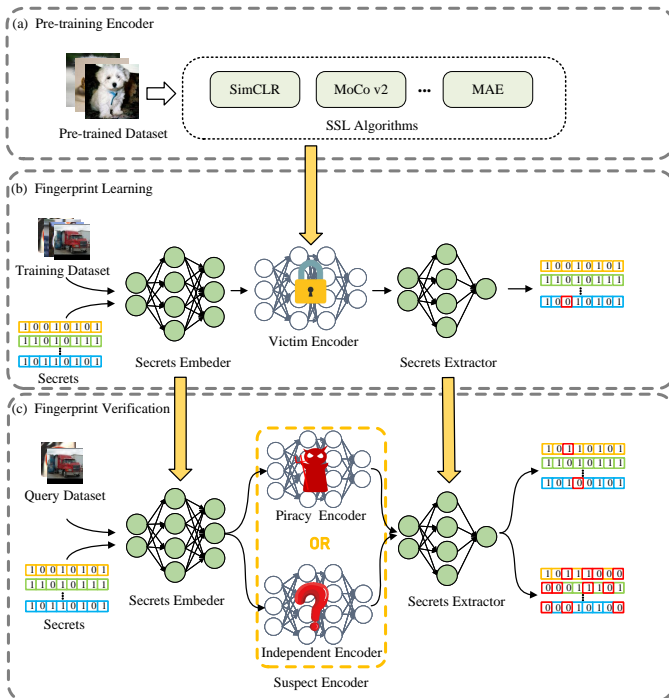 (a) Pre-training Encoder
SimCLR
MoCo v2
...
MAE
Pre-trained Dataset
SSL Algorithms
(b) Fingerprint Learning
Training Dataset
1 0 0 1 0 1 0 1
1 1 0 1 0 1 1 1
1 0 1 1 0 1 0 1
Secrets
Secrets Embeder
Victim Encoder
Secrets Extractor
1 0 0 1 0 1 0 1
1 1 0 1 0 1 1 1
1 0 0 1 0 1 0 1
(c) Fingerprint Verification
Query Dataset
1 0 0 1 0 1 0 1
1 1 0 1 0 1 1 1
1 0 1 1 0 1 0 1
Secrets
Secrets Embeder
Piracy Encoder
OR
Independent Encoder
Suspect Encoder
Secrets Extractor
1 0 1 1 0 1 0 1
1 1 0 1 0 1 1 1
1 0 1 0 0 1 0 1
1 0 1 1 1 0 0 0
0 0 0 1 1 1 0 1
0 0 0 1 0 1 0 0